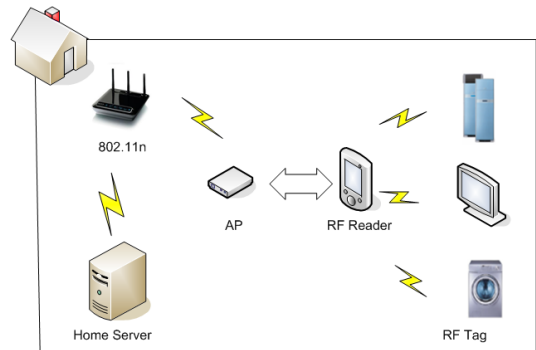 802.11n
AP
RF Reader
Home Server
RF Tag